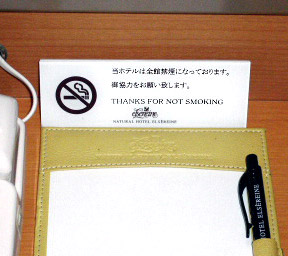 当ホテルは全館禁煙になっております。
御協力をお願い致します。
THANKS FOR NOT SMOKING
ELSEREINE
NATURAL HOTEL ELSEREINE
HOTEL ELSEREINE